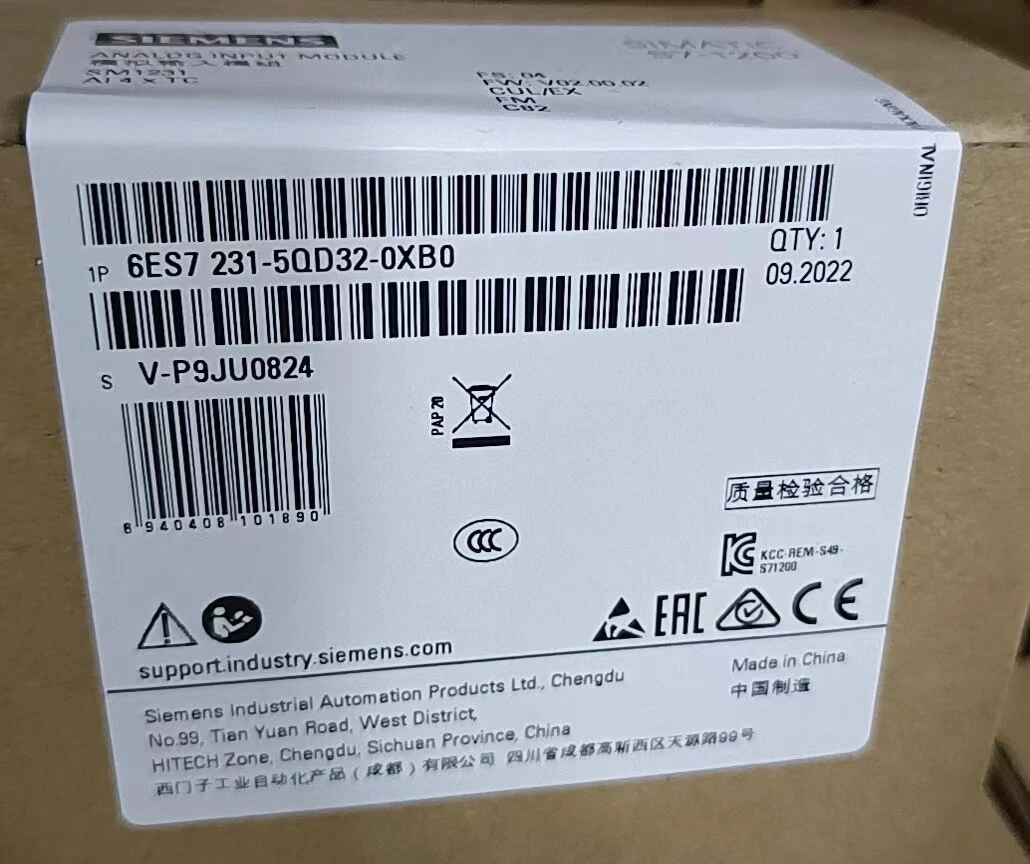 SIEMENS
ANALOG INPUT MODULE
模拟输入模块
SM1231
AI 4 x TC
SIMATIC
S7-1200
FS: 04
FW: V02.00.02
CUL/EX
FM
C82
ORIGINAL
PACKAGING
1P 6ES7 231-5QD32-0XB0
QTY: 1
09.2022
S V-P9JU0824
PAP 20
8 940408 101890
质量检验合格
CCC
KCC-REM-S49-
S71200
EAC
CE
support.industry.siemens.com
Siemens Industrial Automation Products Ltd., Chengdu
No.99, Tian Yuan Road, West District,
HITECH Zone, Chengdu, Sichuan Province, China
西门子工业自动化产品（成都）有限公司 四川省成都高新西区天源路99号
Made in China
中国制造